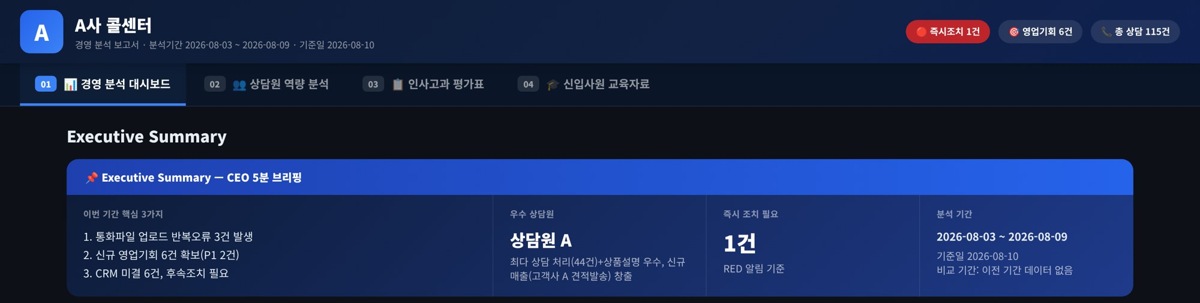 A
A사 콜센터
경영 분석 보고서 · 분석기간 2026-08-03 ~ 2026-08-09 · 기준일 2026-08-10
🔴 즉시조치 1건
🎯 영업기회 6건
📞 총 상담 115건
01 📊 경영 분석 대시보드
02 👥 상담원 역량 분석
03 📋 인사고과 평가표
04 🎓 신입사원 교육자료
Executive Summary
📌 Executive Summary — CEO 5분 브리핑
이번 기간 핵심 3가지
1. 통화파일 업로드 반복오류 3건 발생
2. 신규 영업기회 6건 확보(P1 2건)
3. CRM 미결 6건, 후속조치 필요
우수 상담원
상담원 A
최다 상담 처리(44건)+상품설명 우수, 신규
매출(고객사 A 견적발송) 창출
즉시 조치 필요
1건
RED 알림 기준
분석 기간
2026-08-03 ~ 2026-08-09
기준일 2026-08-10
비교 기간: 이전 기간 데이터 없음